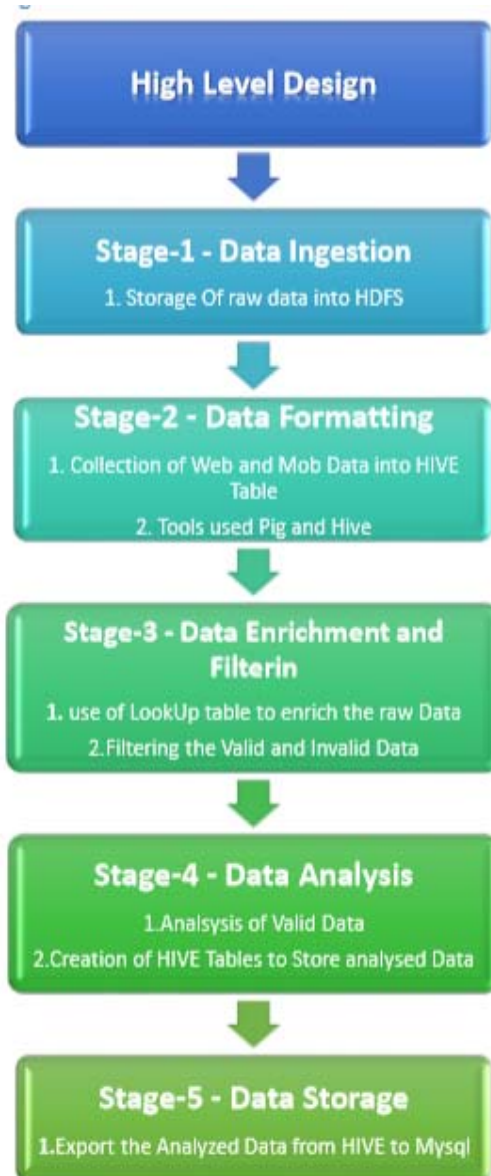 High Level Design
Stage-1 - Data Ingestion
1. Storage Of raw data into HDFS
Stage-2 - Data Formatting
1. Collection of Web and Mob Data into HIVE
Table
2. Tools used Pig and Hive
Stage-3 - Data Enrichment and
Filterin
1. use of LookUp table to enrich the raw Data
2.Filtering the Valid and Invalid Data
Stage-4 - Data Analysis
1.Analsysis of Valid Data
2.Creation of HIVE Tables to Store analysed Data
Stage-5 - Data Storage
1.Export the Analyzed Data from HIVE to Mysql